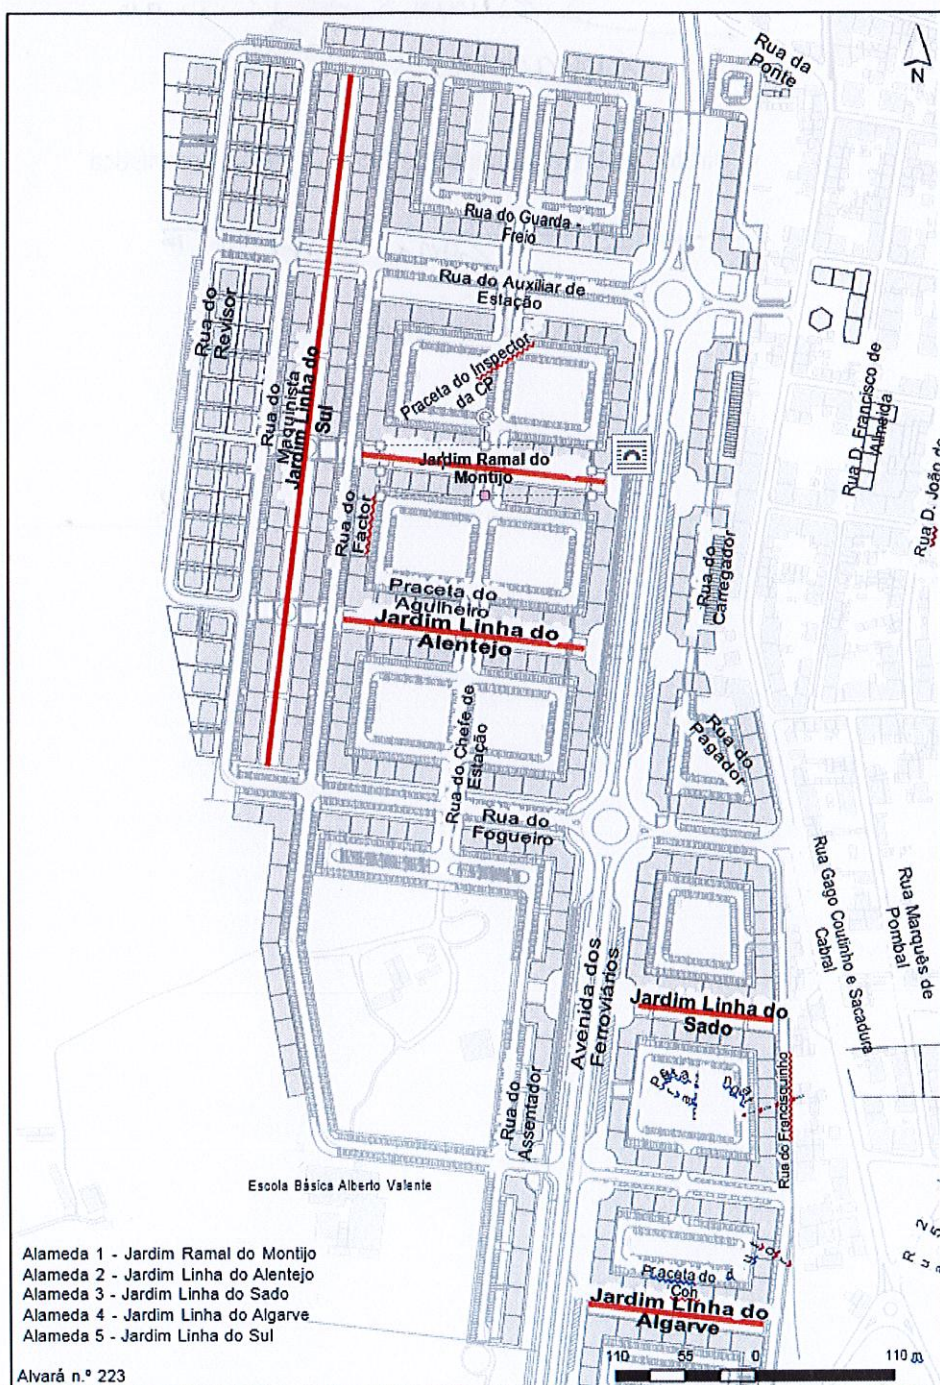 Rua da
Ponte
N
Rua do Guarda -
Freio
Rua do Auxiliar de
Estação
Rua do
Revisor
Praceta do Inspector
da CP
Rua do
Maquinista
Jardim Linha do
Sul
Rua D. Francisco de
Almeida
Rua D. João de
Jardim Ramal do
Montijo
Rua do
Factor
Rua do
Carregador
Praceta do
Agulheiro
Jardim Linha do
Alentejo
Rua do Chefe de
Estação
Rua do
Pagador
Rua do
Fogueiro
Rua Gago Coutinho e Sacadura
Cabral
Rua Marquês de
Pombal
Avenida dos
Ferroviários
Jardim Linha do
Sado
Rua do
Assentador
Rua do Francisquinho
Escola Básica Alberto Valente
Praceta do
Con
Jardim Linha do
Algarve
Alameda 1 - Jardim Ramal do Montijo
Alameda 2 - Jardim Linha do Alentejo
Alameda 3 - Jardim Linha do Sado
Alameda 4 - Jardim Linha do Algarve
Alameda 5 - Jardim Linha do Sul
110 55 0 110
Alvará n.º 223